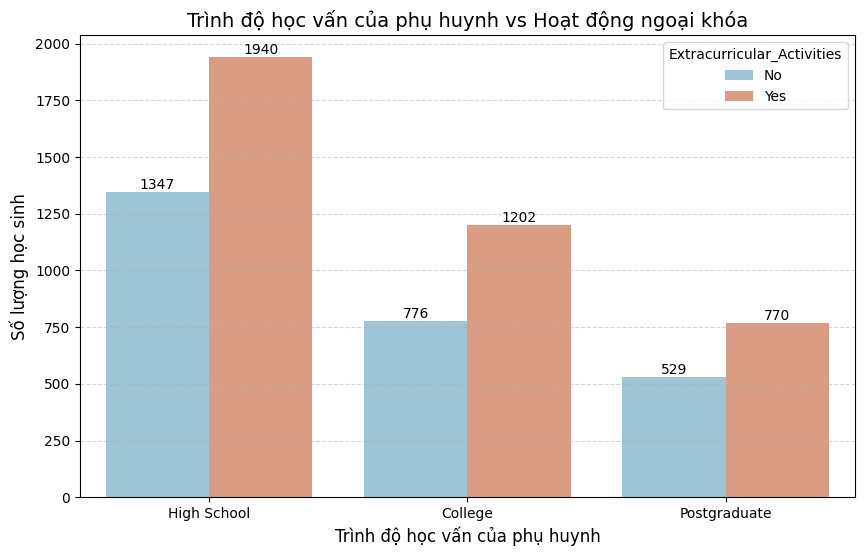 Trình độ học vấn của phụ huynh vs Hoạt động ngoại khóa
Extracurricular_Activities
No
Yes
Số lượng học sinh
2000
1750
1500
1250
1000
750
500
250
0
1347
1940
776
1202
529
770
High School
College
Postgraduate
Trình độ học vấn của phụ huynh